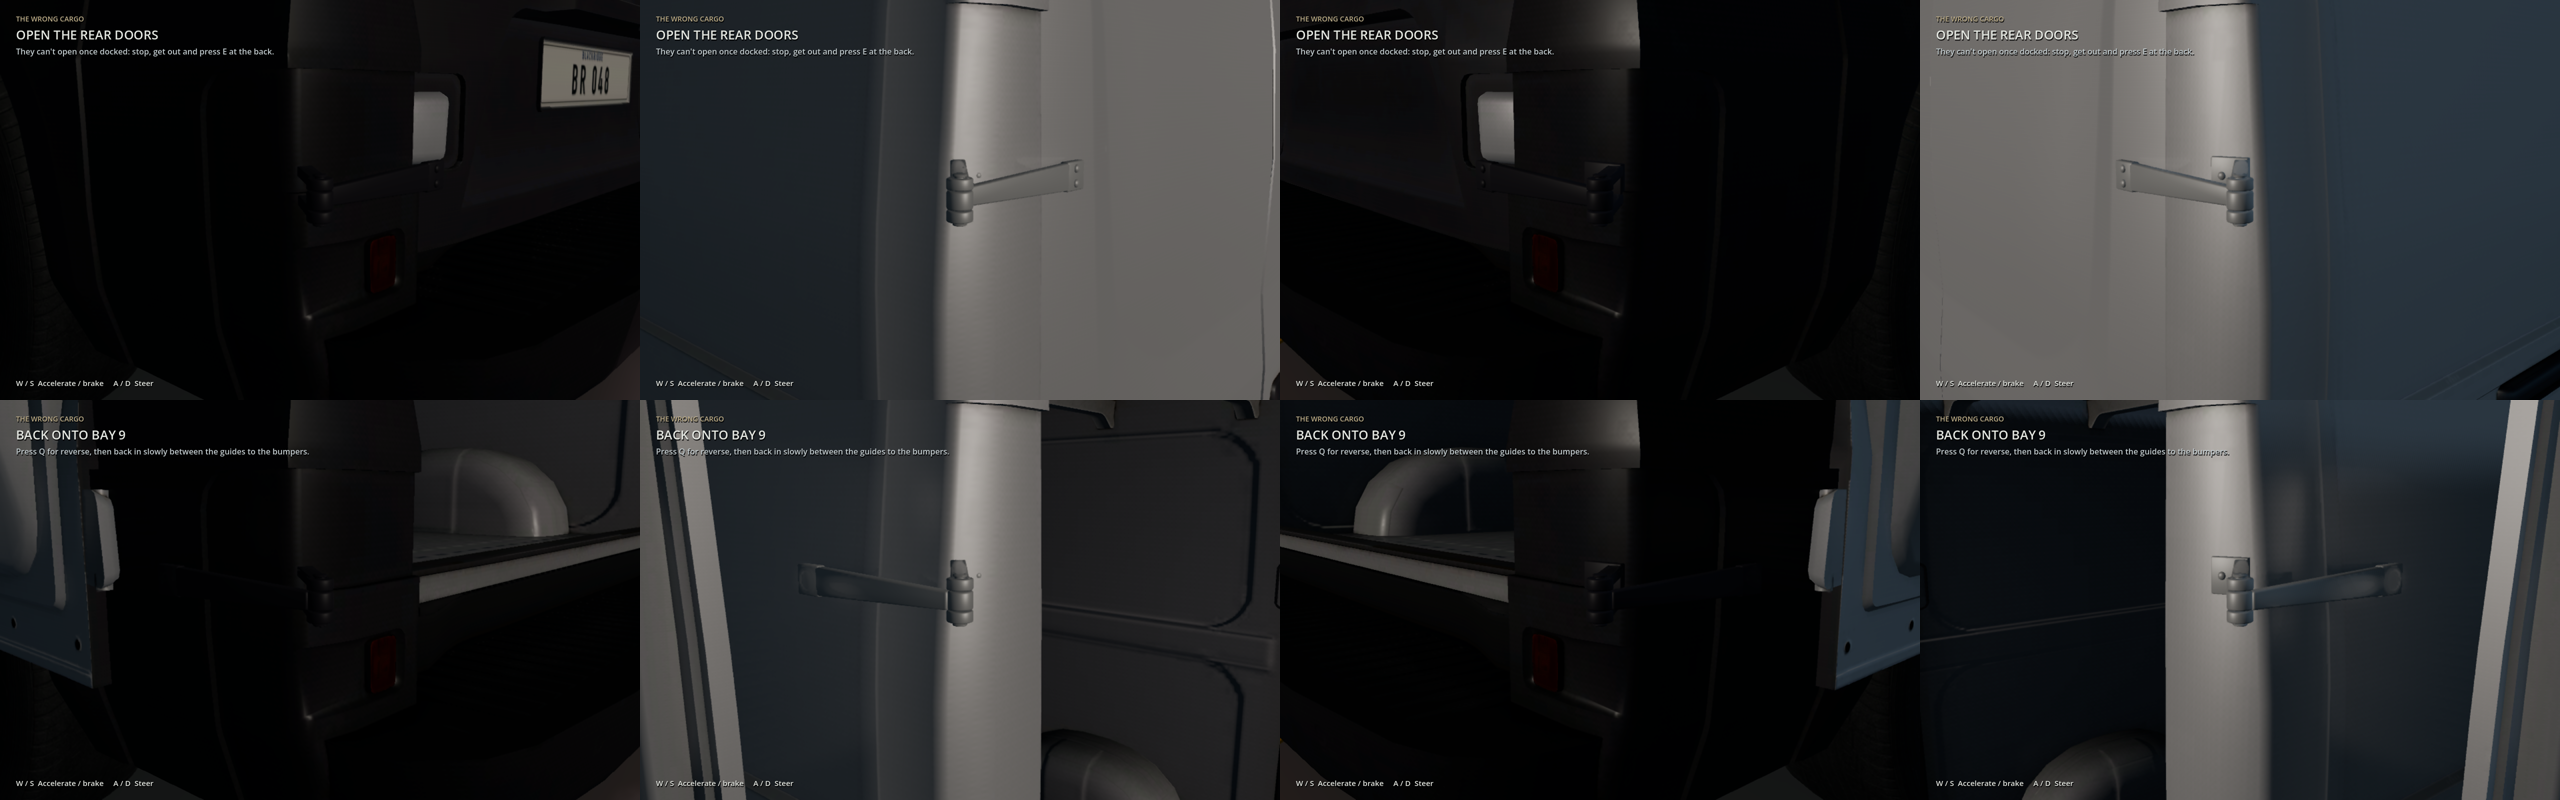 THE WRONG CARGO
OPEN THE REAR DOORS
They can't open once docked: stop, get out and press E at the back.
BR 048
W / S Accelerate / brake A / D Steer
THE WRONG CARGO
OPEN THE REAR DOORS
They can't open once docked: stop, get out and press E at the back.
W / S Accelerate / brake A / D Steer
THE WRONG CARGO
OPEN THE REAR DOORS
They can't open once docked: stop, get out and press E at the back.
W / S Accelerate / brake A / D Steer
THE WRONG CARGO
OPEN THE REAR DOORS
They can't open once docked: stop, get out and press E at the back.
W / S Accelerate / brake A / D Steer
THE WRONG CARGO
BACK ONTO BAY 9
Press Q for reverse, then back in slowly between the guides to the bumpers.
W / S Accelerate / brake A / D Steer
THE WRONG CARGO
BACK ONTO BAY 9
Press Q for reverse, then back in slowly between the guides to the bumpers.
W / S Accelerate / brake A / D Steer
THE WRONG CARGO
BACK ONTO BAY 9
Press Q for reverse, then back in slowly between the guides to the bumpers.
W / S Accelerate / brake A / D Steer
THE WRONG CARGO
BACK ONTO BAY 9
Press Q for reverse, then back in slowly between the guides to the bumpers.
W / S Accelerate / brake A / D Steer